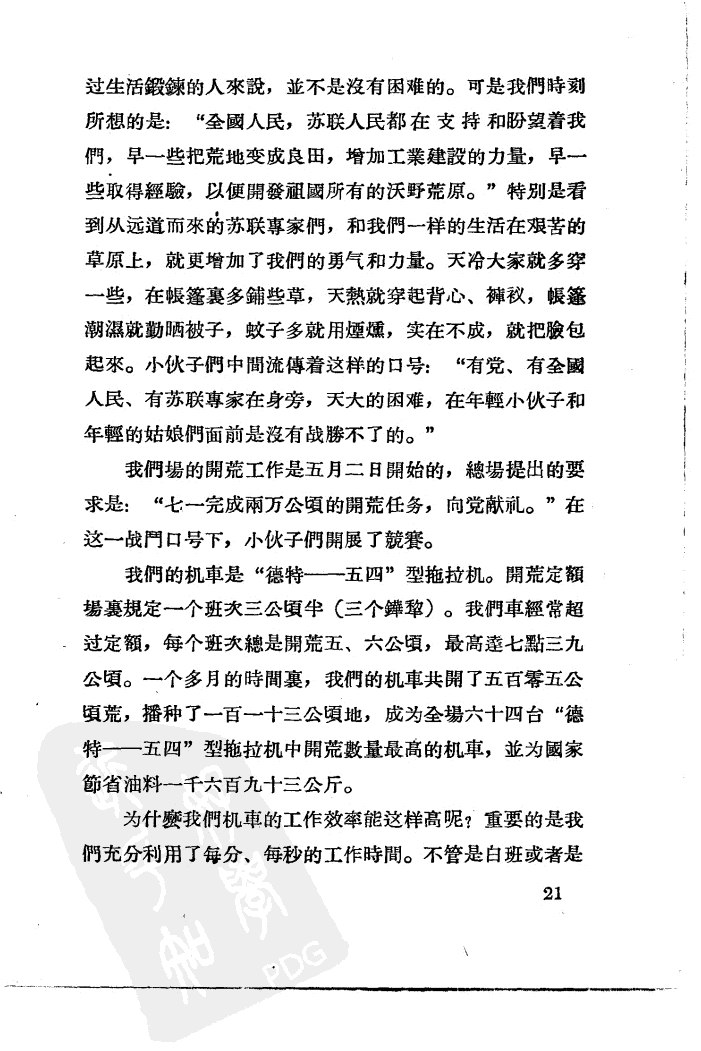 过生活鍛鍊的人來說，並不是沒有困难的。可是我們時刻
所想的是：“全國人民，苏联人民都在支持和盼望着我
們，早一些把荒地变成良田，增加工業建設的力量，早一
些取得經驗，以便開發祖國所有的沃野荒原。”特別是看
到从远道而來的苏联專家們，和我們一样的生活在艰苦的
草原上，就更增加了我們的勇气和力量。天冷大家就多穿
一些，在帳篷裏多鋪些草，天熱就穿起背心、褲衩，帳篷
潮濕就勤晒被子，蚊子多就用煙燻，实在不成，就把臉包
起來。小伙子們中間流傳着这样的口号：“有党、有全國
人民、有苏联專家在身旁，天大的困难，在年輕小伙子和
年輕的姑娘們面前是沒有战勝不了的。”
我們場的開荒工作是五月二日開始的，總場提出的要
求是：“七一完成兩万公頃的開荒任务，向党献礼。”在
这一战鬥口号下，小伙子們開展了競賽。
我們的机車是“德特——五四”型拖拉机。開荒定額
場裏規定一个班次三公頃半（三个鏵犂）。我們車經常超
过定額，每个班次總是開荒五、六公頃，最高達七點三九
公頃。一个多月的時間裏，我們的机車共開了五百零五公
頃荒，播种了一百一十三公頃地，成为全場六十四台“德
特——五四”型拖拉机中開荒數量最高的机車，並为國家
節省油料一千六百九十三公斤。
为什麼我們机車的工作效率能这样高呢？重要的是我
們充分利用了每分、每秒的工作時間。不管是白班或者是
21
PDG